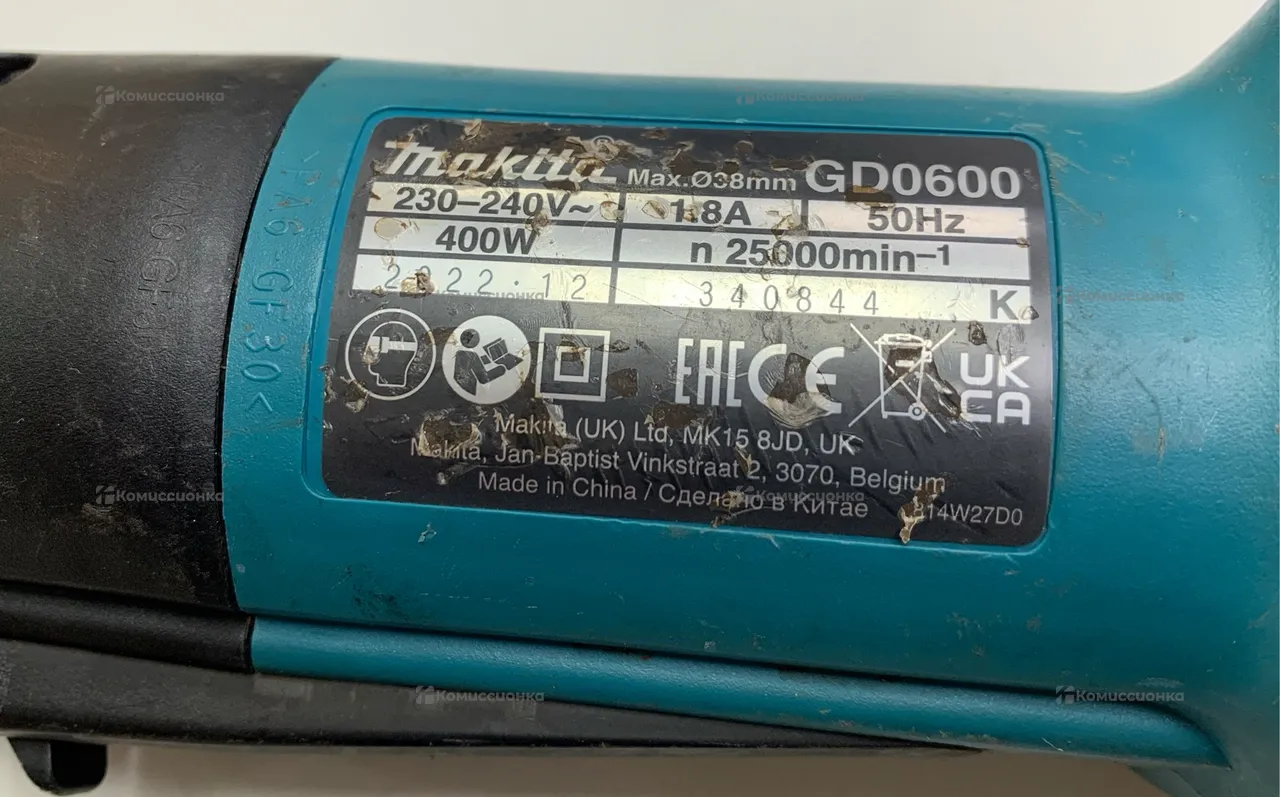 Комиссионка Комиссионка
makita Max.Ø38mm GD0600
230–240V~ 1.8A 50Hz
400W n 25000min–1
2022.12 340844 K
Комиссионка Комиссионка
EAC CE UK CA
>PA6-GF30<
Makita (UK) Ltd, MK15 8JD, UK
Makita, Jan-Baptist Vinkstraat 2, 3070, Belgium
Made in China / Сделано в Китае
Комиссионка Комиссионка
Комиссионка Комиссионка